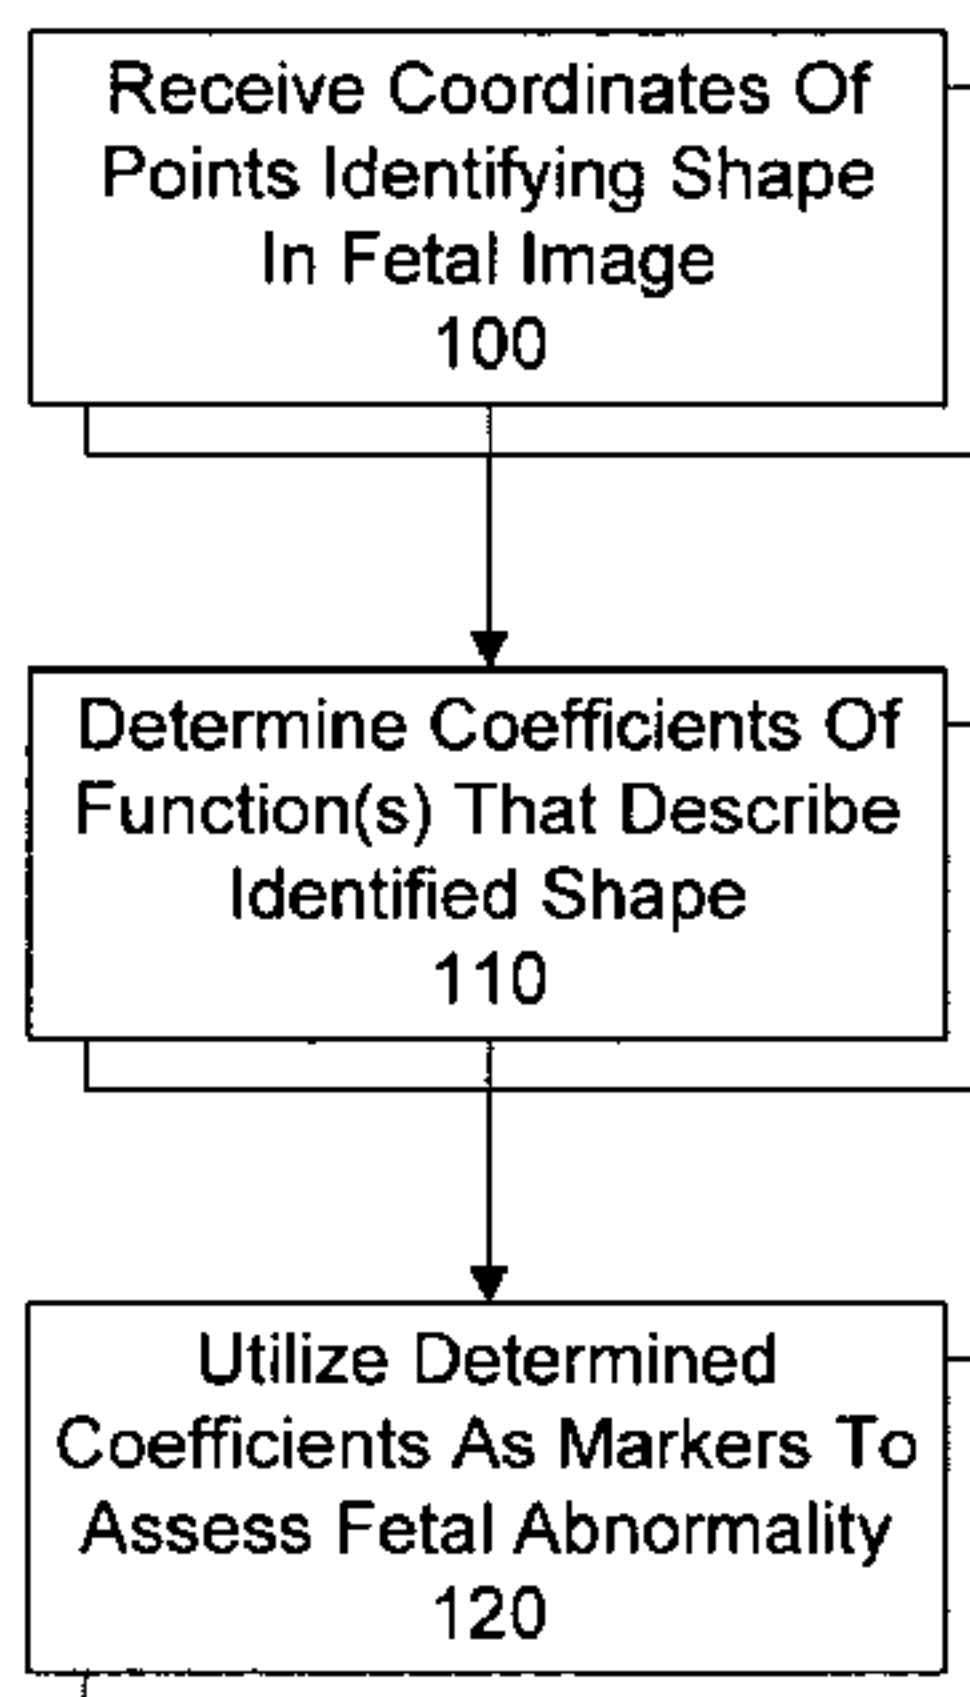 Receive Coordinates Of
Points Identifying Shape
In Fetal Image
100
Determine Coefficients Of
Function(s) That Describe
Identified Shape
110
Utilize Determined
Coefficients As Markers To
Assess Fetal Abnormality
120